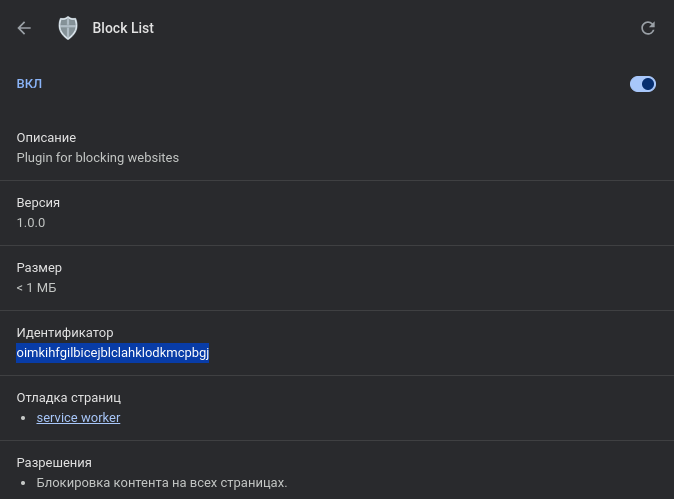 Block List
ВКЛ
Описание
Plugin for blocking websites
Версия
1.0.0
Размер
< 1 МБ
Идентификатор
oimkihfgilbicejblclahklodkmcpbgj
Отладка страниц
service worker
Разрешения
Блокировка контента на всех страницах.